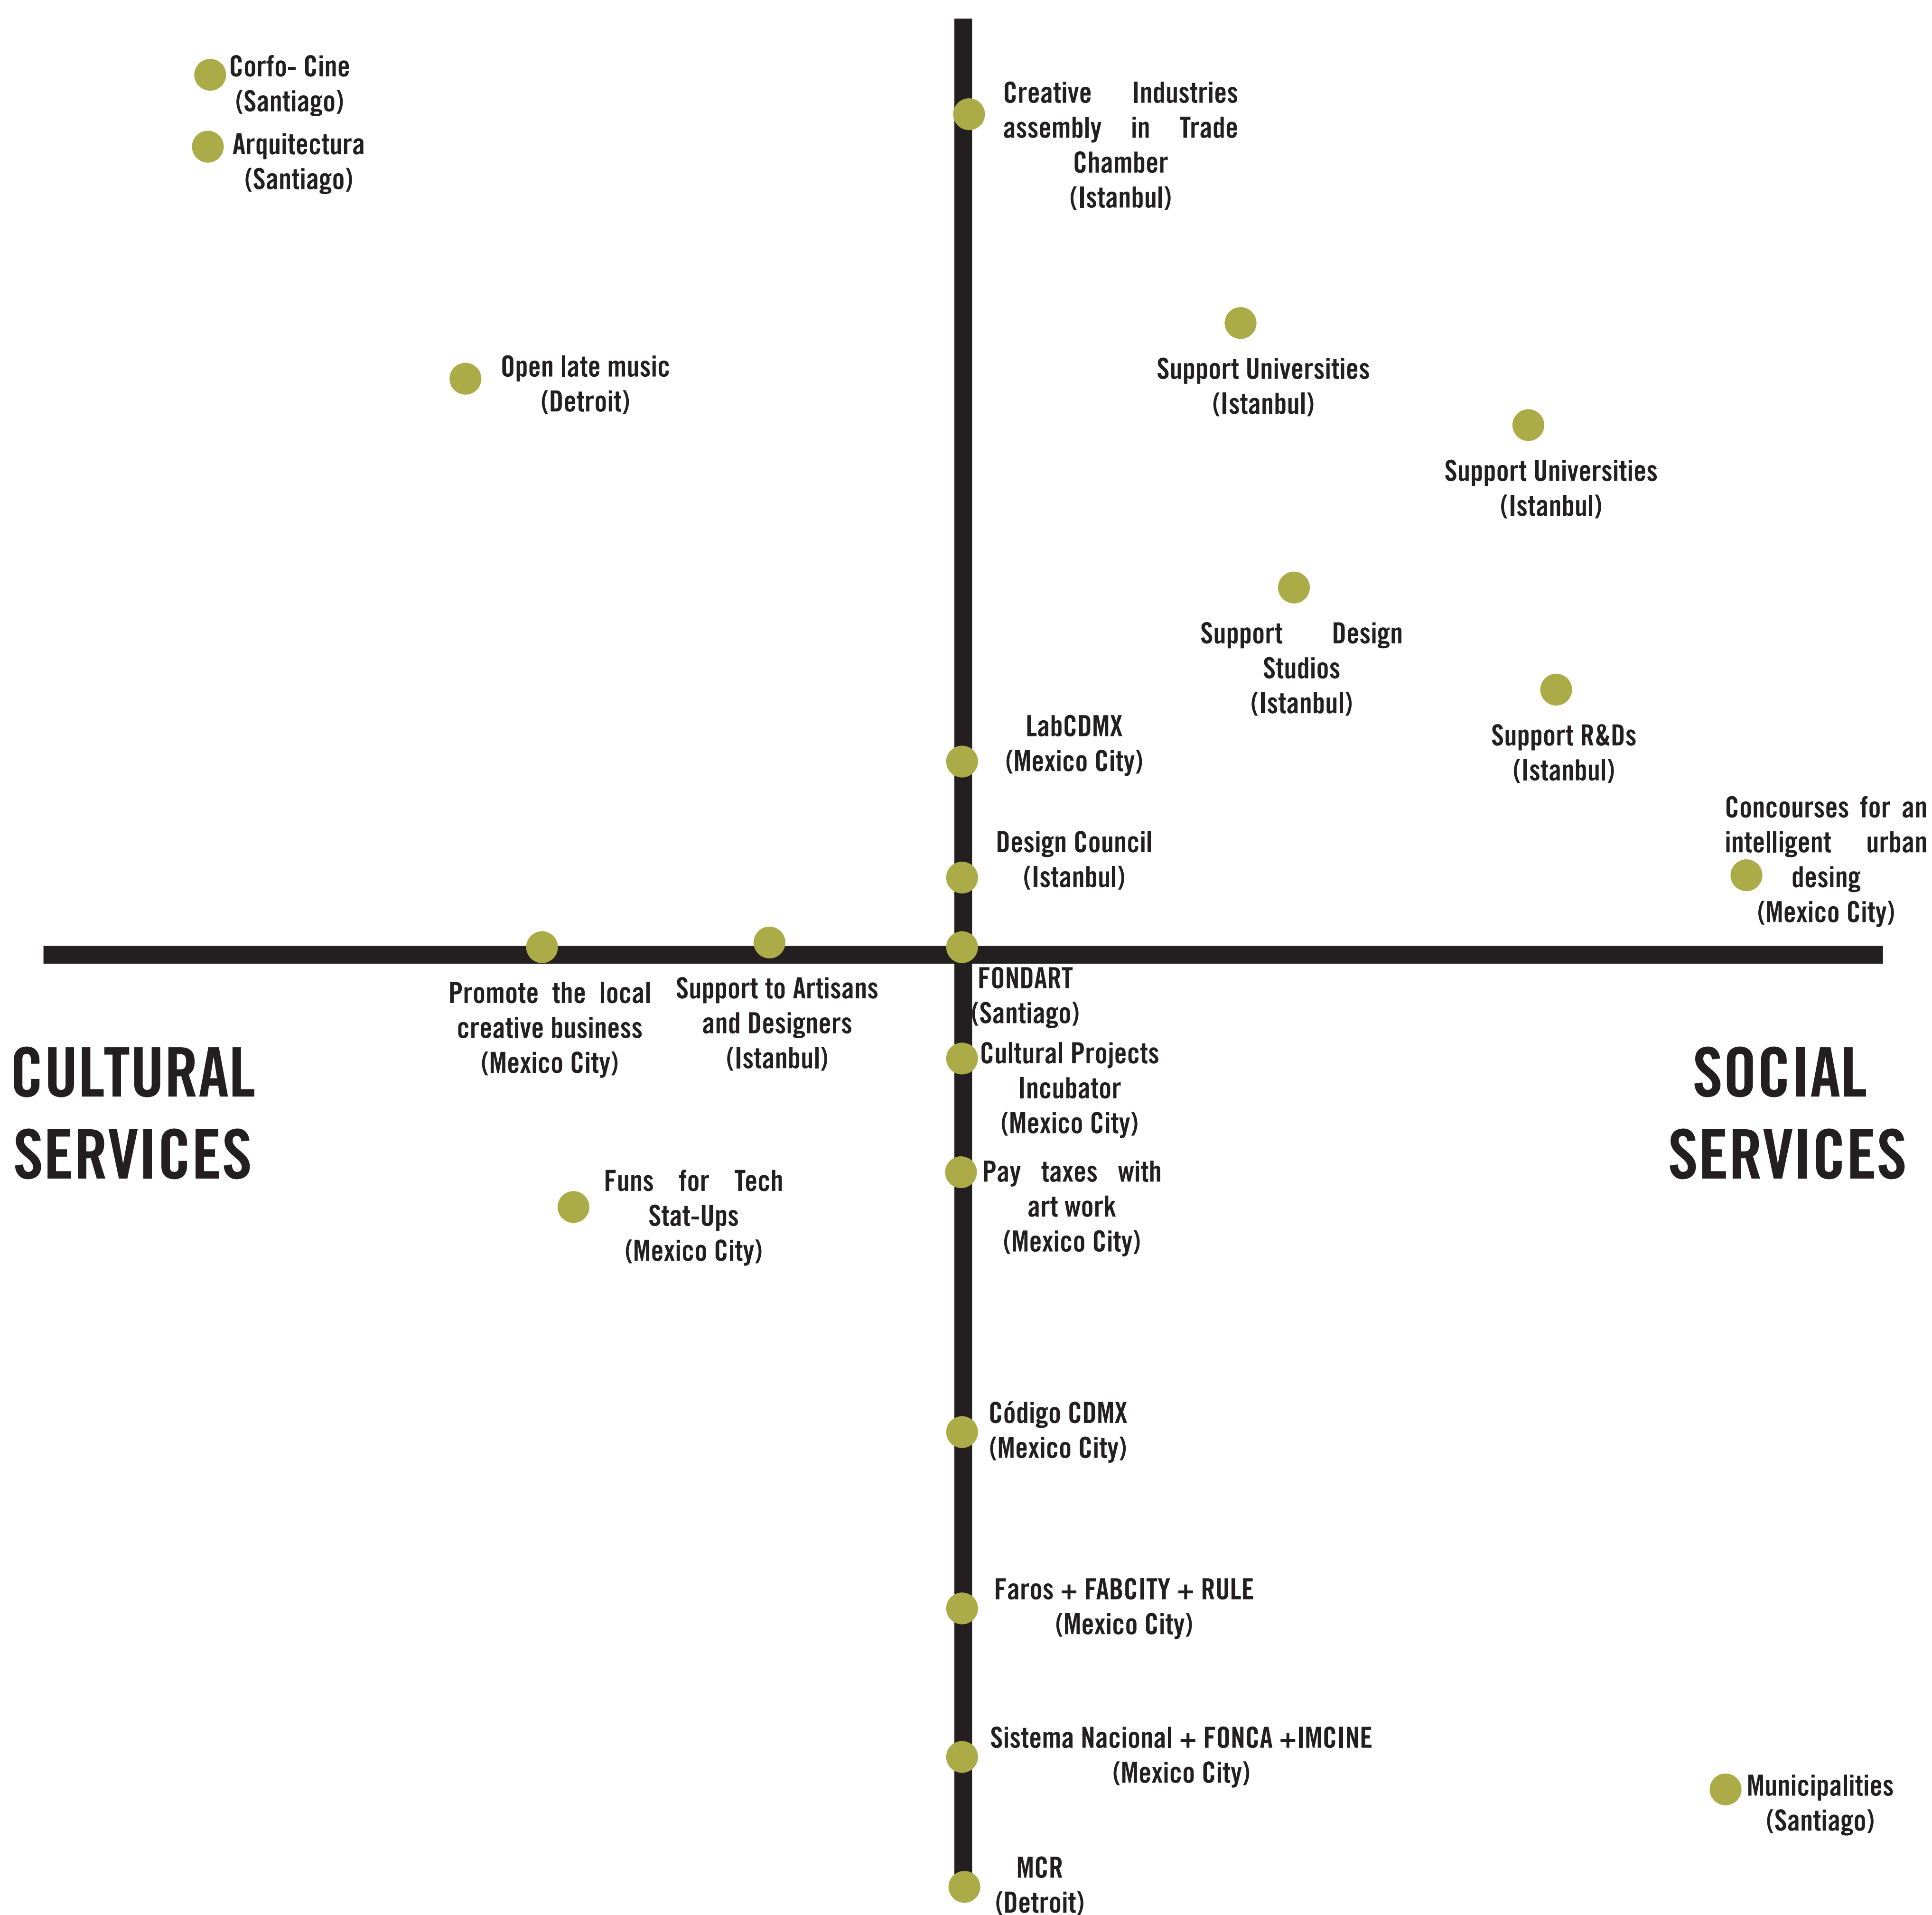 Corfo- Cine
(Santiago)
Arquitectura
(Santiago)
Creative Industries
assembly in Trade
Chamber
(Istanbul)
Open late music
(Detroit)
Support Universities
(Istanbul)
Support Universities
(Istanbul)
Support Design
Studios
(Istanbul)
LabCDMX
(Mexico City)
Support R&Ds
(Istanbul)
Design Council
(Istanbul)
Concourses for an
intelligent urban
desing
(Mexico City)
Promote the local
creative business
(Mexico City)
Support to Artisans
and Designers
(Istanbul)
FONDART
(Santiago)
CULTURAL
SERVICES
Cultural Projects
Incubator
(Mexico City)
SOCIAL
SERVICES
Funs for Tech
Stat-Ups
(Mexico City)
Pay taxes with
art work
(Mexico City)
Código CDMX
(Mexico City)
Faros + FABCITY + RULE
(Mexico City)
Sistema Nacional + FONCA +IMCINE
(Mexico City)
Municipalities
(Santiago)
MCR
(Detroit)